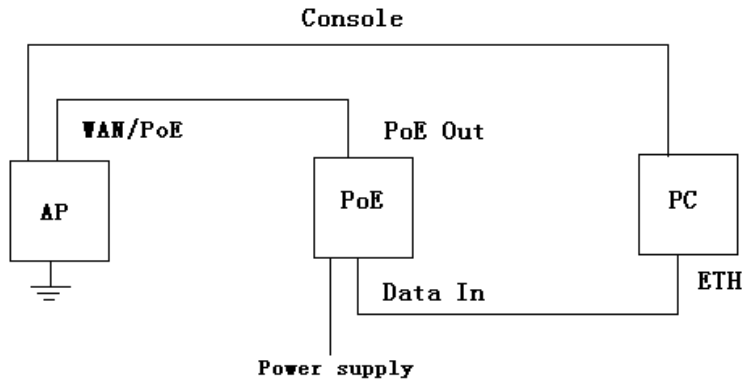 Console
WAN/PoE
PoE Out
AP
PoE
PC
Data In
ETH
Power supply